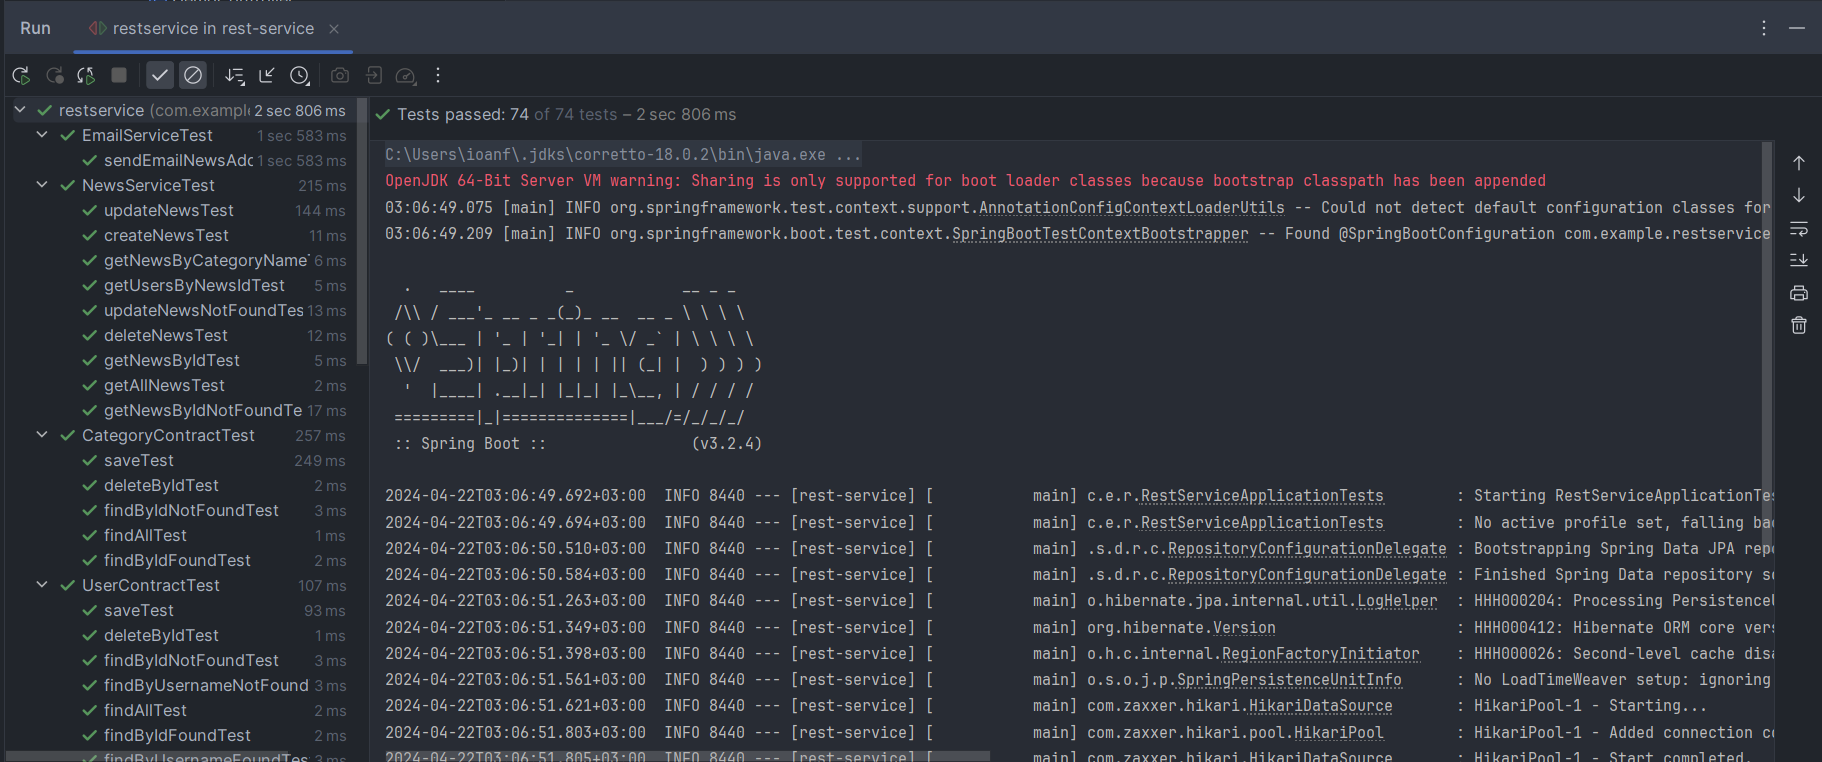 Run restservice in rest-service
restservice (com.example 2 sec 806 ms
EmailServiceTest 1 sec 583 ms
sendEmailNewsAdd 1 sec 583 ms
NewsServiceTest 215 ms
updateNewsTest 144 ms
createNewsTest 11 ms
getNewsByCategoryName 6 ms
getUsersByNewsIdTest 5 ms
updateNewsNotFoundTes 13 ms
deleteNewsTest 12 ms
getNewsByIdTest 5 ms
getAllNewsTest 2 ms
getNewsByIdNotFoundTe 17 ms
CategoryContractTest 257 ms
saveTest 249 ms
deleteByIdTest 2 ms
findByIdNotFoundTest 3 ms
findAllTest 1 ms
findByIdFoundTest 2 ms
UserContractTest 107 ms
saveTest 93 ms
deleteByIdTest 1 ms
findByIdNotFoundTest 3 ms
findByUsernameNotFound 3 ms
findAllTest 2 ms
findByIdFoundTest 2 ms
findByUsernameFoundTes 3 ms
Tests passed: 74 of 74 tests – 2 sec 806 ms
C:\Users\ioanf\.jdks\corretto-18.0.2\bin\java.exe ...
OpenJDK 64-Bit Server VM warning: Sharing is only supported for boot loader classes because bootstrap classpath has been appended
03:06:49.075 [main] INFO org.springframework.test.context.support.AnnotationConfigContextLoaderUtils -- Could not detect default configuration classes for
03:06:49.209 [main] INFO org.springframework.boot.test.context.SpringBootTestContextBootstrapper -- Found @SpringBootConfiguration com.example.restservice
  .   ____          _            __ _ _
 /\\ / ___'_ __ _ _(_)_ __  __ _ \ \ \ \
( ( )\___ | '_ | '_| | '_ \/ _` | \ \ \ \
 \\/  ___)| |_)| | | | | || (_| |  ) ) ) )
  '  |____| .__|_| |_|_| |_\__, | / / / /
 =========|_|==============|___/=/_/_/_/
 :: Spring Boot ::                (v3.2.4)
2024-04-22T03:06:49.692+03:00  INFO 8440 --- [rest-service] [           main] c.e.r.RestServiceApplicationTests        : Starting RestServiceApplicationTe
2024-04-22T03:06:49.694+03:00  INFO 8440 --- [rest-service] [           main] c.e.r.RestServiceApplicationTests        : No active profile set, falling bac
2024-04-22T03:06:50.510+03:00  INFO 8440 --- [rest-service] [           main] .s.d.r.c.RepositoryConfigurationDelegate : Bootstrapping Spring Data JPA repo
2024-04-22T03:06:50.584+03:00  INFO 8440 --- [rest-service] [           main] .s.d.r.c.RepositoryConfigurationDelegate : Finished Spring Data repository sc
2024-04-22T03:06:51.263+03:00  INFO 8440 --- [rest-service] [           main] o.hibernate.jpa.internal.util.LogHelper  : HHH000204: Processing PersistenceU
2024-04-22T03:06:51.349+03:00  INFO 8440 --- [rest-service] [           main] org.hibernate.Version                    : HHH000412: Hibernate ORM core vers
2024-04-22T03:06:51.398+03:00  INFO 8440 --- [rest-service] [           main] o.h.c.internal.RegionFactoryInitiator    : HHH000026: Second-level cache disa
2024-04-22T03:06:51.561+03:00  INFO 8440 --- [rest-service] [           main] o.s.o.j.p.SpringPersistenceUnitInfo      : No LoadTimeWeaver setup: ignoring
2024-04-22T03:06:51.621+03:00  INFO 8440 --- [rest-service] [           main] com.zaxxer.hikari.HikariDataSource       : HikariPool-1 - Starting...
2024-04-22T03:06:51.803+03:00  INFO 8440 --- [rest-service] [           main] com.zaxxer.hikari.pool.HikariPool        : HikariPool-1 - Added connection co
2024-04-22T03:06:51.805+03:00  INFO 8440 --- [rest-service] [           main] com.zaxxer.hikari.HikariDataSource       : HikariPool-1 - Start completed.